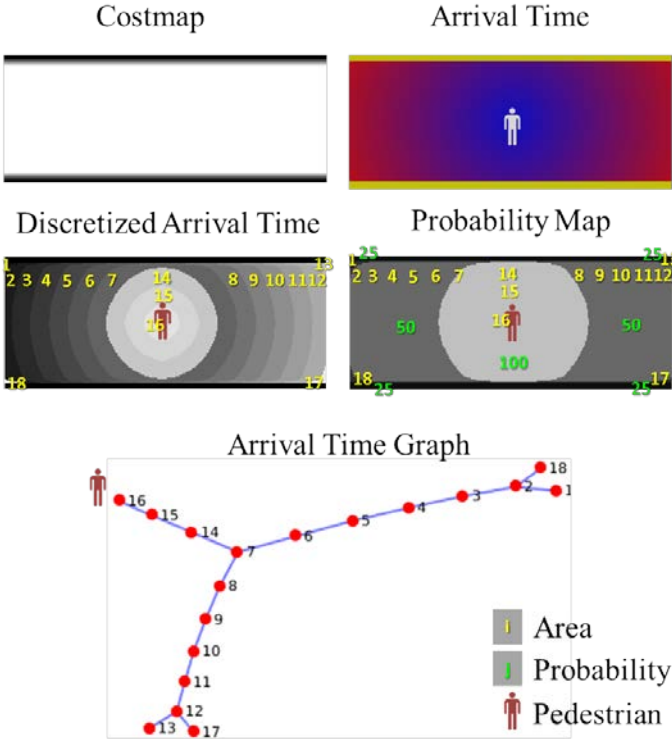 Costmap
Arrival Time
Discretized Arrival Time
Probability Map
1 13
2 3 4 5 6 7 14 8 9 10 11 12
15
16
18 17
1 25 25 13
2 3 4 5 6 7 14 8 9 10 11 12
15
50 16 50
100
18 25 25 17
Arrival Time Graph
18
16 15 14 7 6 5 4 3 2 1
8
9
10
11
12
13 17
i Area
j Probability
Pedestrian